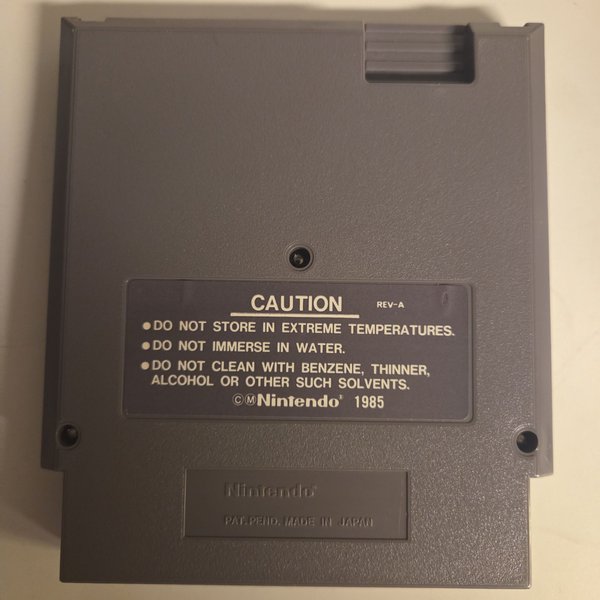 CAUTION REV-A
●DO NOT STORE IN EXTREME TEMPERATURES.
●DO NOT IMMERSE IN WATER.
●DO NOT CLEAN WITH BENZENE, THINNER,
ALCOHOL OR OTHER SUCH SOLVENTS.
ⒸⓂNintendo® 1985
Nintendo®
PAT. PEND. MADE IN JAPAN